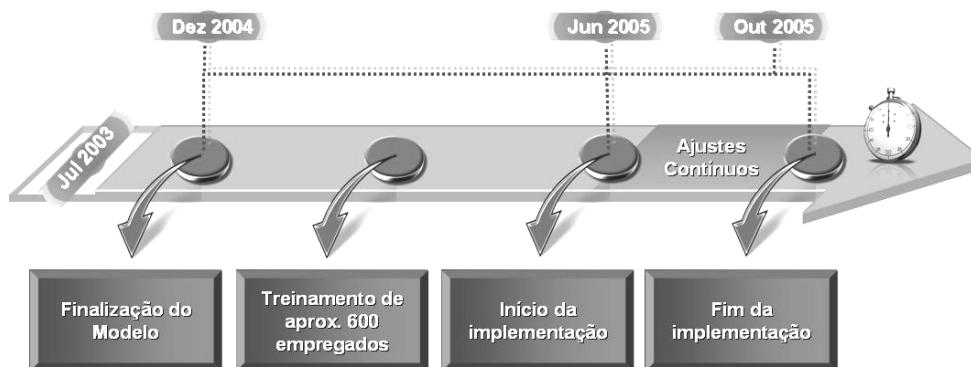 Dez 2004
Jun 2005
Out 2005
Jul 2003
Ajustes
Contínuos
Finalização do
Modelo
Treinamento de
aprox. 600
empregados
Início da
implementação
Fim da
implementação